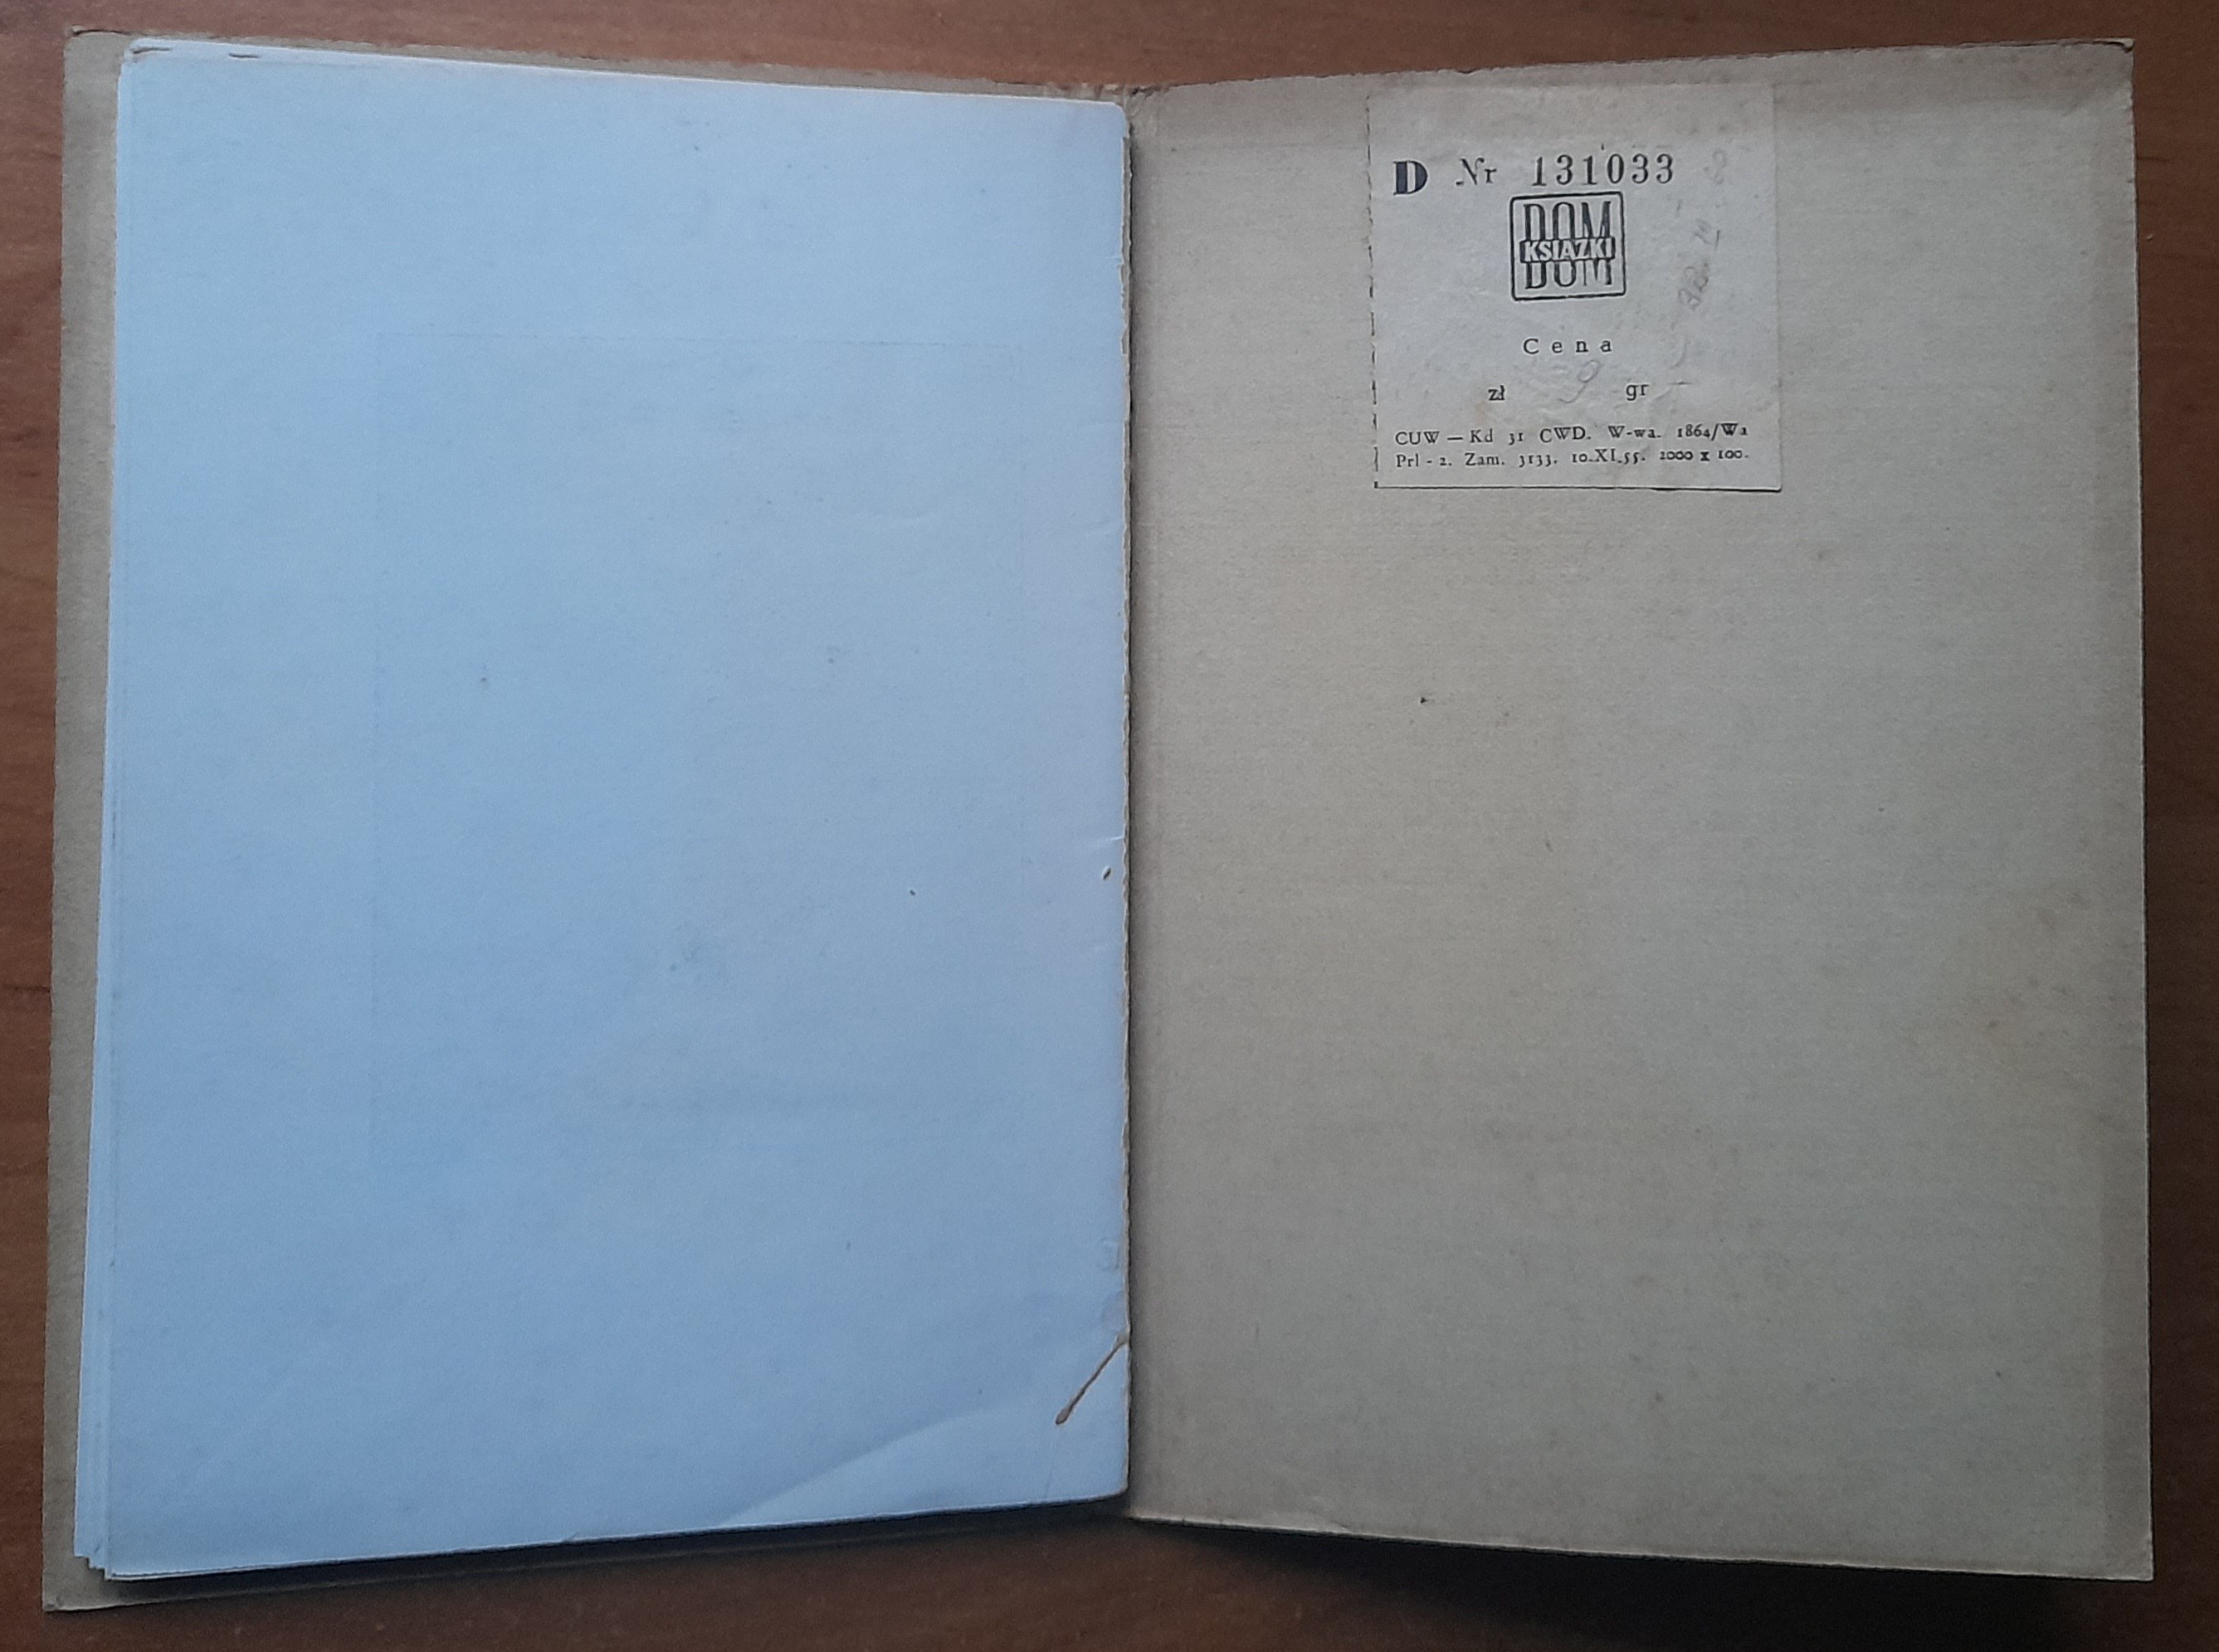 D Nr 131033
DOM
KSIĄŻKI
DOM
Cena
zł 9 gr —
CUW — Kd 31 CWD. W-wa. 1864/Wa
Prl - 2. Zam. 3133. 10.XI.55. 2000 x 100.